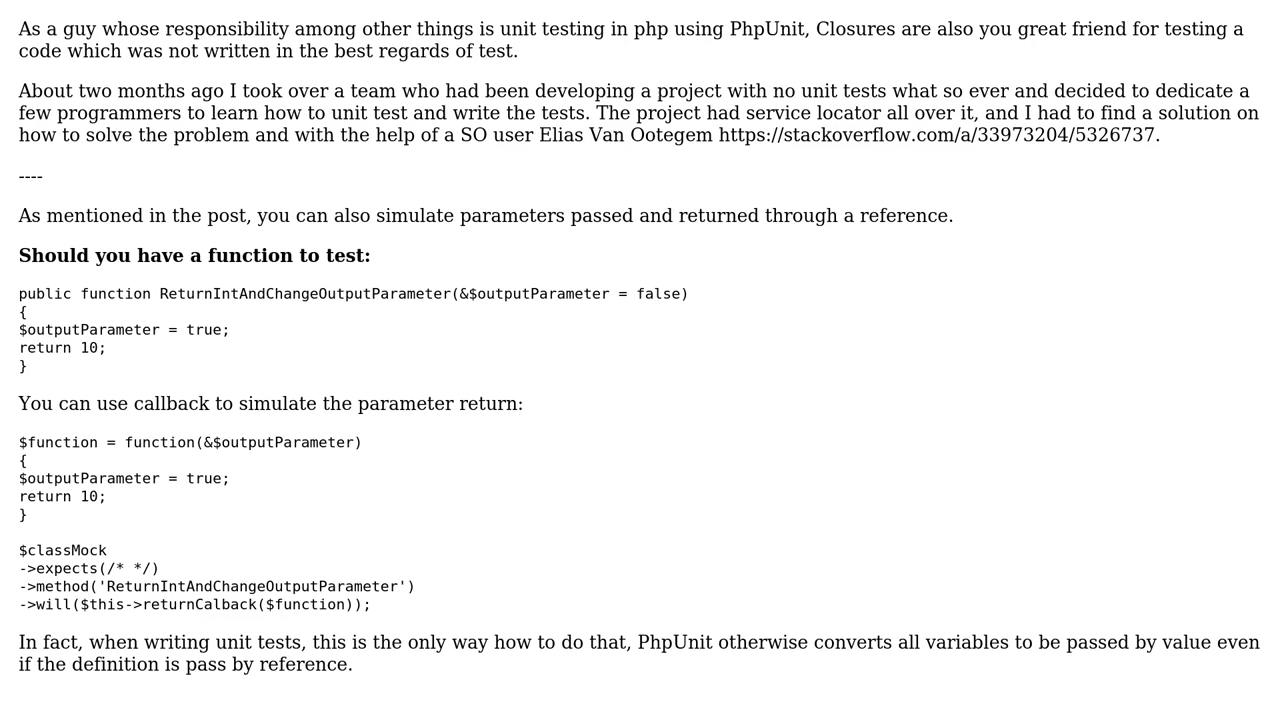 As a guy whose responsibility among other things is unit testing in php using PhpUnit, Closures are also you great friend for testing a
code which was not written in the best regards of test.
About two months ago I took over a team who had been developing a project with no unit tests what so ever and decided to dedicate a
few programmers to learn how to unit test and write the tests. The project had service locator all over it, and I had to find a solution on
how to solve the problem and with the help of a SO user Elias Van Ootegem https://stackoverflow.com/a/33973204/5326737.
----
As mentioned in the post, you can also simulate parameters passed and returned through a reference.
Should you have a function to test:
public function ReturnIntAndChangeOutputParameter(&$outputParameter = false)
{
$outputParameter = true;
return 10;
}
You can use callback to simulate the parameter return:
$function = function(&$outputParameter)
{
$outputParameter = true;
return 10;
}
$classMock
->expects(/* */)
->method('ReturnIntAndChangeOutputParameter')
->will($this->returnCalback($function));
In fact, when writing unit tests, this is the only way how to do that, PhpUnit otherwise converts all variables to be passed by value even
if the definition is pass by reference.